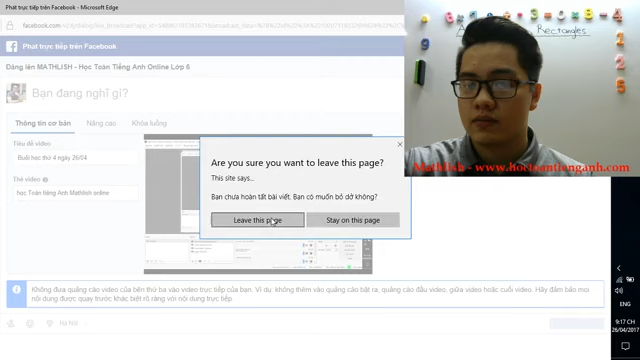 Phát trực tiếp trên Facebook - Microsoft Edge
facebook.com
Phát trực tiếp trên Facebook
Đăng lên MATHLISH - Học Toán Tiếng Anh Online Lớp 6
Bạn đang nghĩ gì?
Thông tin cơ bản
Nâng cao
Thăm dò
Tiêu đề video
Buổi học thứ 4 ngày 26/04
Thẻ video
học Toán tiếng Anh Mathlish online
Are you sure you want to leave this page?
This site says...
Bạn chưa hoàn tất bài viết. Bạn có muốn bỏ dở không?
Leave this page
Stay on this page
Không đưa quảng cáo video của bên thứ ba vào video trực tiếp của bạn. Ví dụ: không thêm vào quảng cáo bật ra, quảng cáo đầu video, giữa video hoặc cuối video. Hãy đảm bảo mọi
nội dung được quay trước khác biệt rõ ràng với nội dung trực tiếp.
Hà Nội
Rectangles
Mathlish - www.hoctoantienganh.com
ENG
9:17 CH
26/04/2017